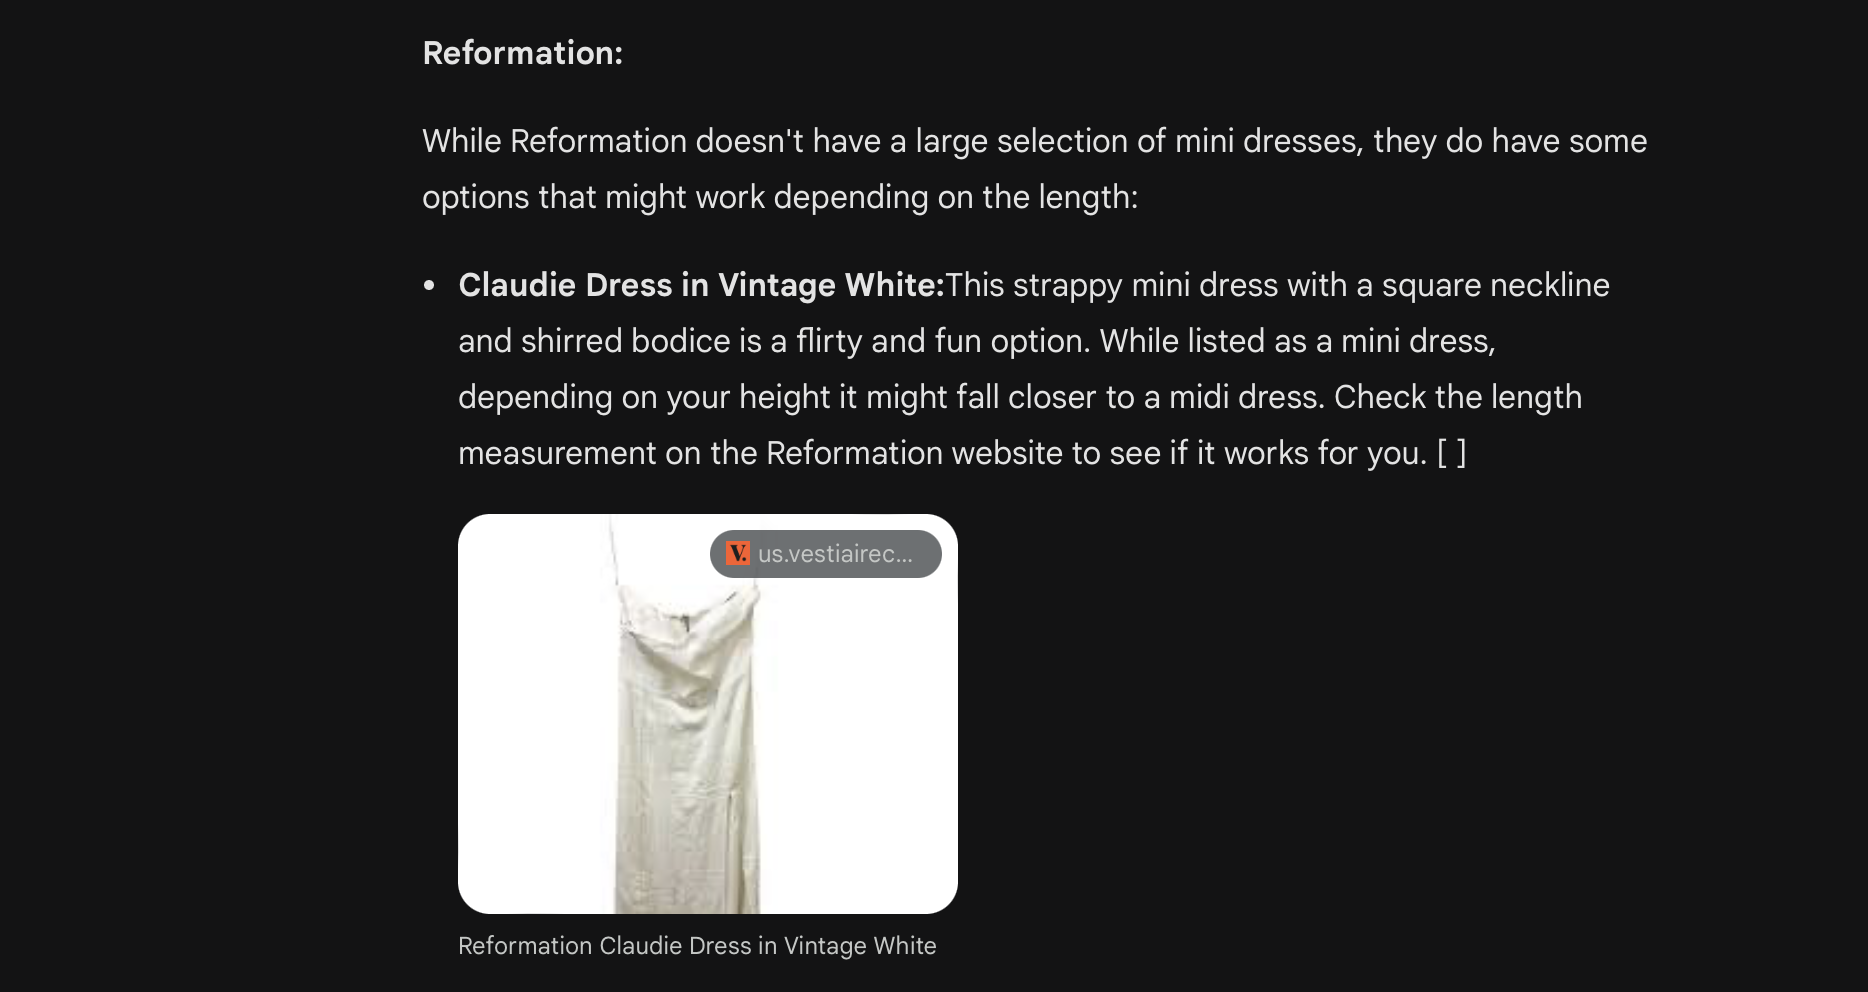 Reformation:
While Reformation doesn't have a large selection of mini dresses, they do have some
options that might work depending on the length:
• Claudie Dress in Vintage White:This strappy mini dress with a square neckline
and shirred bodice is a flirty and fun option. While listed as a mini dress,
depending on your height it might fall closer to a midi dress. Check the length
measurement on the Reformation website to see if it works for you. [ ]
V. us.vestiairec...
Reformation Claudie Dress in Vintage White